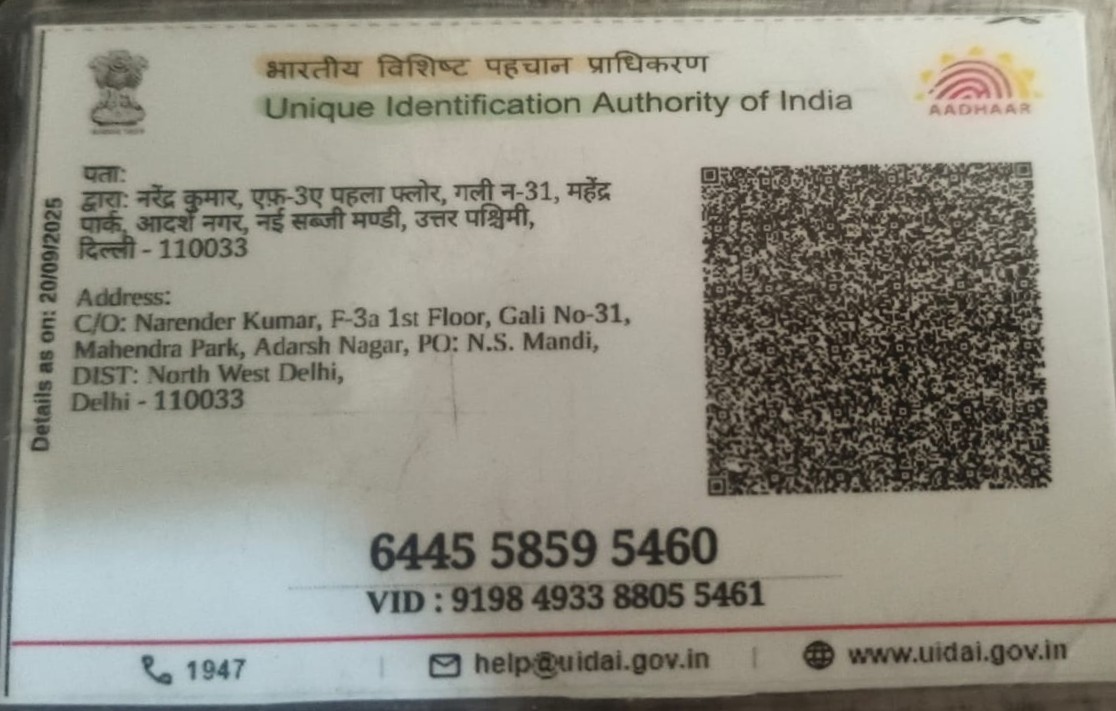 भारतीय विशिष्ट पहचान प्राधिकरण
Unique Identification Authority of India
AADHAAR
Details as on: 20/09/2025
पता:
द्वारा: नरेंद्र कुमार, एफ़-3ए पहला फ्लोर, गली न-31, महेंद्र
पार्क, आदर्श नगर, नई सब्जी मण्डी, उत्तर पश्चिमी,
दिल्ली - 110033
Address:
C/O: Narender Kumar, F-3a 1st Floor, Gali No-31,
Mahendra Park, Adarsh Nagar, PO: N.S. Mandi,
DIST: North West Delhi,
Delhi - 110033
6445 5859 5460
VID : 9198 4933 8805 5461
1947
help@uidai.gov.in
www.uidai.gov.in